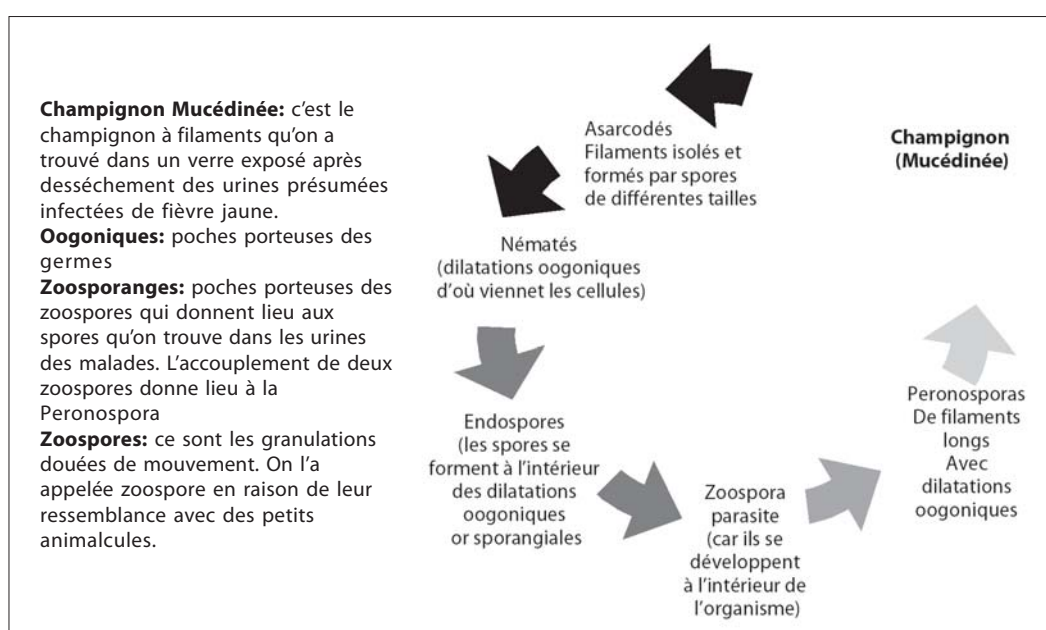 Champignon Mucédinée: c'est le
champignon à filaments qu'on a
trouvé dans un verre exposé après
desséchement des urines présumées
infectées de fièvre jaune.
Oogoniques: poches porteuses des
germes
Zoosporanges: poches porteuses des
zoospores qui donnent lieu aux
spores qu'on trouve dans les urines
des malades. L'accouplement de deux
zoospores donne lieu à la
Peronospora
Zoospores: ce sont les granulations
douées de mouvement. On l'a
appelée zoospore en raison de leur
ressemblance avec des petits
animalcules.
Champignon
(Mucédinée)
Asarcodés
Filaments isolés et
formés par spores
de différentes tailles
Nématés
(dilatations oogoniques
d'où viennet les cellules)
Endospores
(les spores se
forment à l'intérieur
des dilatations
oogoniques
or sporangiales
Zoospora
parasite
(car ils se
développent
à l'intérieur de
l'organisme)
Peronosporas
De filaments
longs
Avec
dilatations
oogoniques